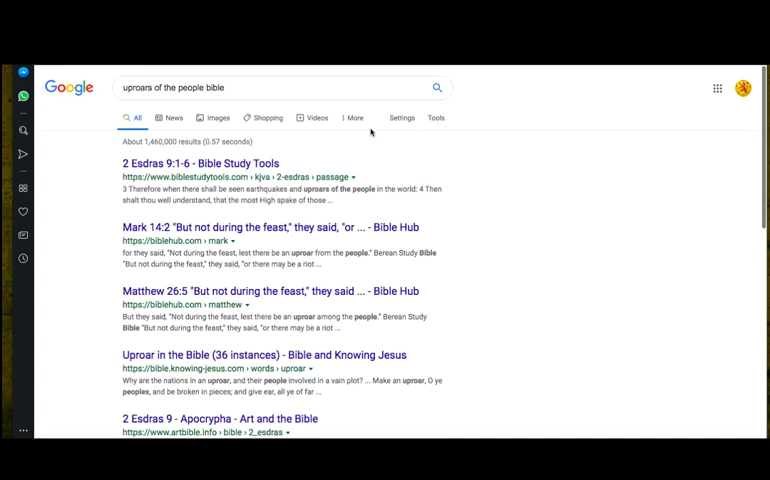 Google
uproars of the people bible
All News Images Shopping Videos More Settings Tools
About 1,460,000 results (0.57 seconds)
2 Esdras 9:1-6 - Bible Study Tools
https://www.biblestudytools.com › kjva › 2-esdras › passage
3 Therefore when there shall be seen earthquakes and uproars of the people in the world: 4 Then
shalt thou well understand, that the most High spake of those ...
Mark 14:2 "But not during the feast," they said, "or ... - Bible Hub
https://biblehub.com › mark
for they said, "Not during the feast, lest there be an uproar from the people." Berean Study Bible
"But not during the feast," they said, "or there may be a riot ...
Matthew 26:5 "But not during the feast," they said ... - Bible Hub
https://biblehub.com › matthew
But they said, "Not during the feast, lest there be an uproar among the people." Berean Study
Bible "But not during the feast," they said, "or there may be a riot ...
Uproar in the Bible (36 instances) - Bible and Knowing Jesus
https://bible.knowing-jesus.com › words › uproar
Why are the nations in an uproar, and their people involved in a vain plot? ... Make an uproar, O ye
peoples, and be broken in pieces; and give ear, all ye of far ...
2 Esdras 9 - Apocrypha - Art and the Bible
https://www.artbible.info › bible › 2_esdras